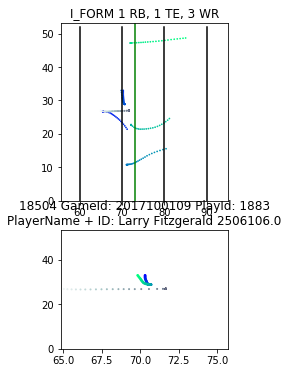 I_FORM 1 RB, 1 TE, 3 WR
50
40
30
20
10
0
60 70 80 90
18504 GameId: 2017100109 PlayId: 1883
PlayerName + ID: Larry Fitzgerald 2506106.0
40
20
0
65.0 67.5 70.0 72.5 75.0